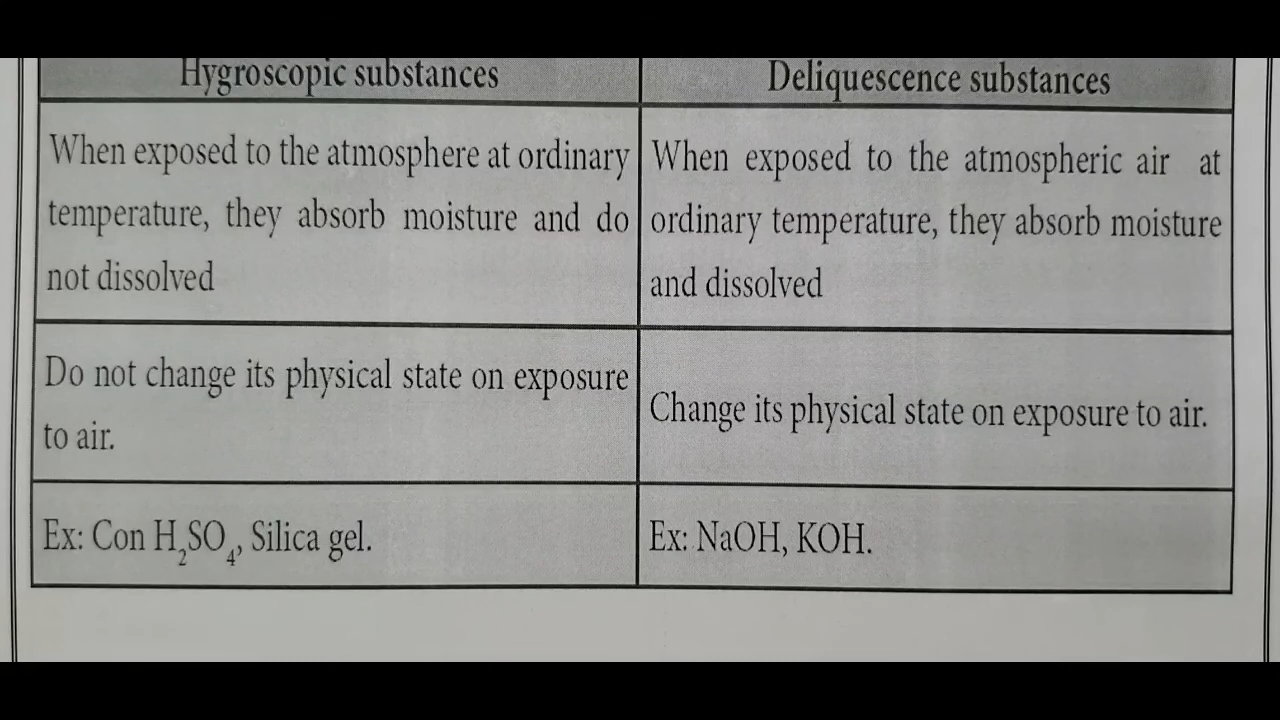 Hygroscopic substances
Deliquescence substances
When exposed to the atmosphere at ordinary
temperature, they absorb moisture and do
not dissolved
When exposed to the atmospheric air at
ordinary temperature, they absorb moisture
and dissolved
Do not change its physical state on exposure
to air.
Change its physical state on exposure to air.
Ex: Con H₂SO₄, Silica gel.
Ex: NaOH, KOH.